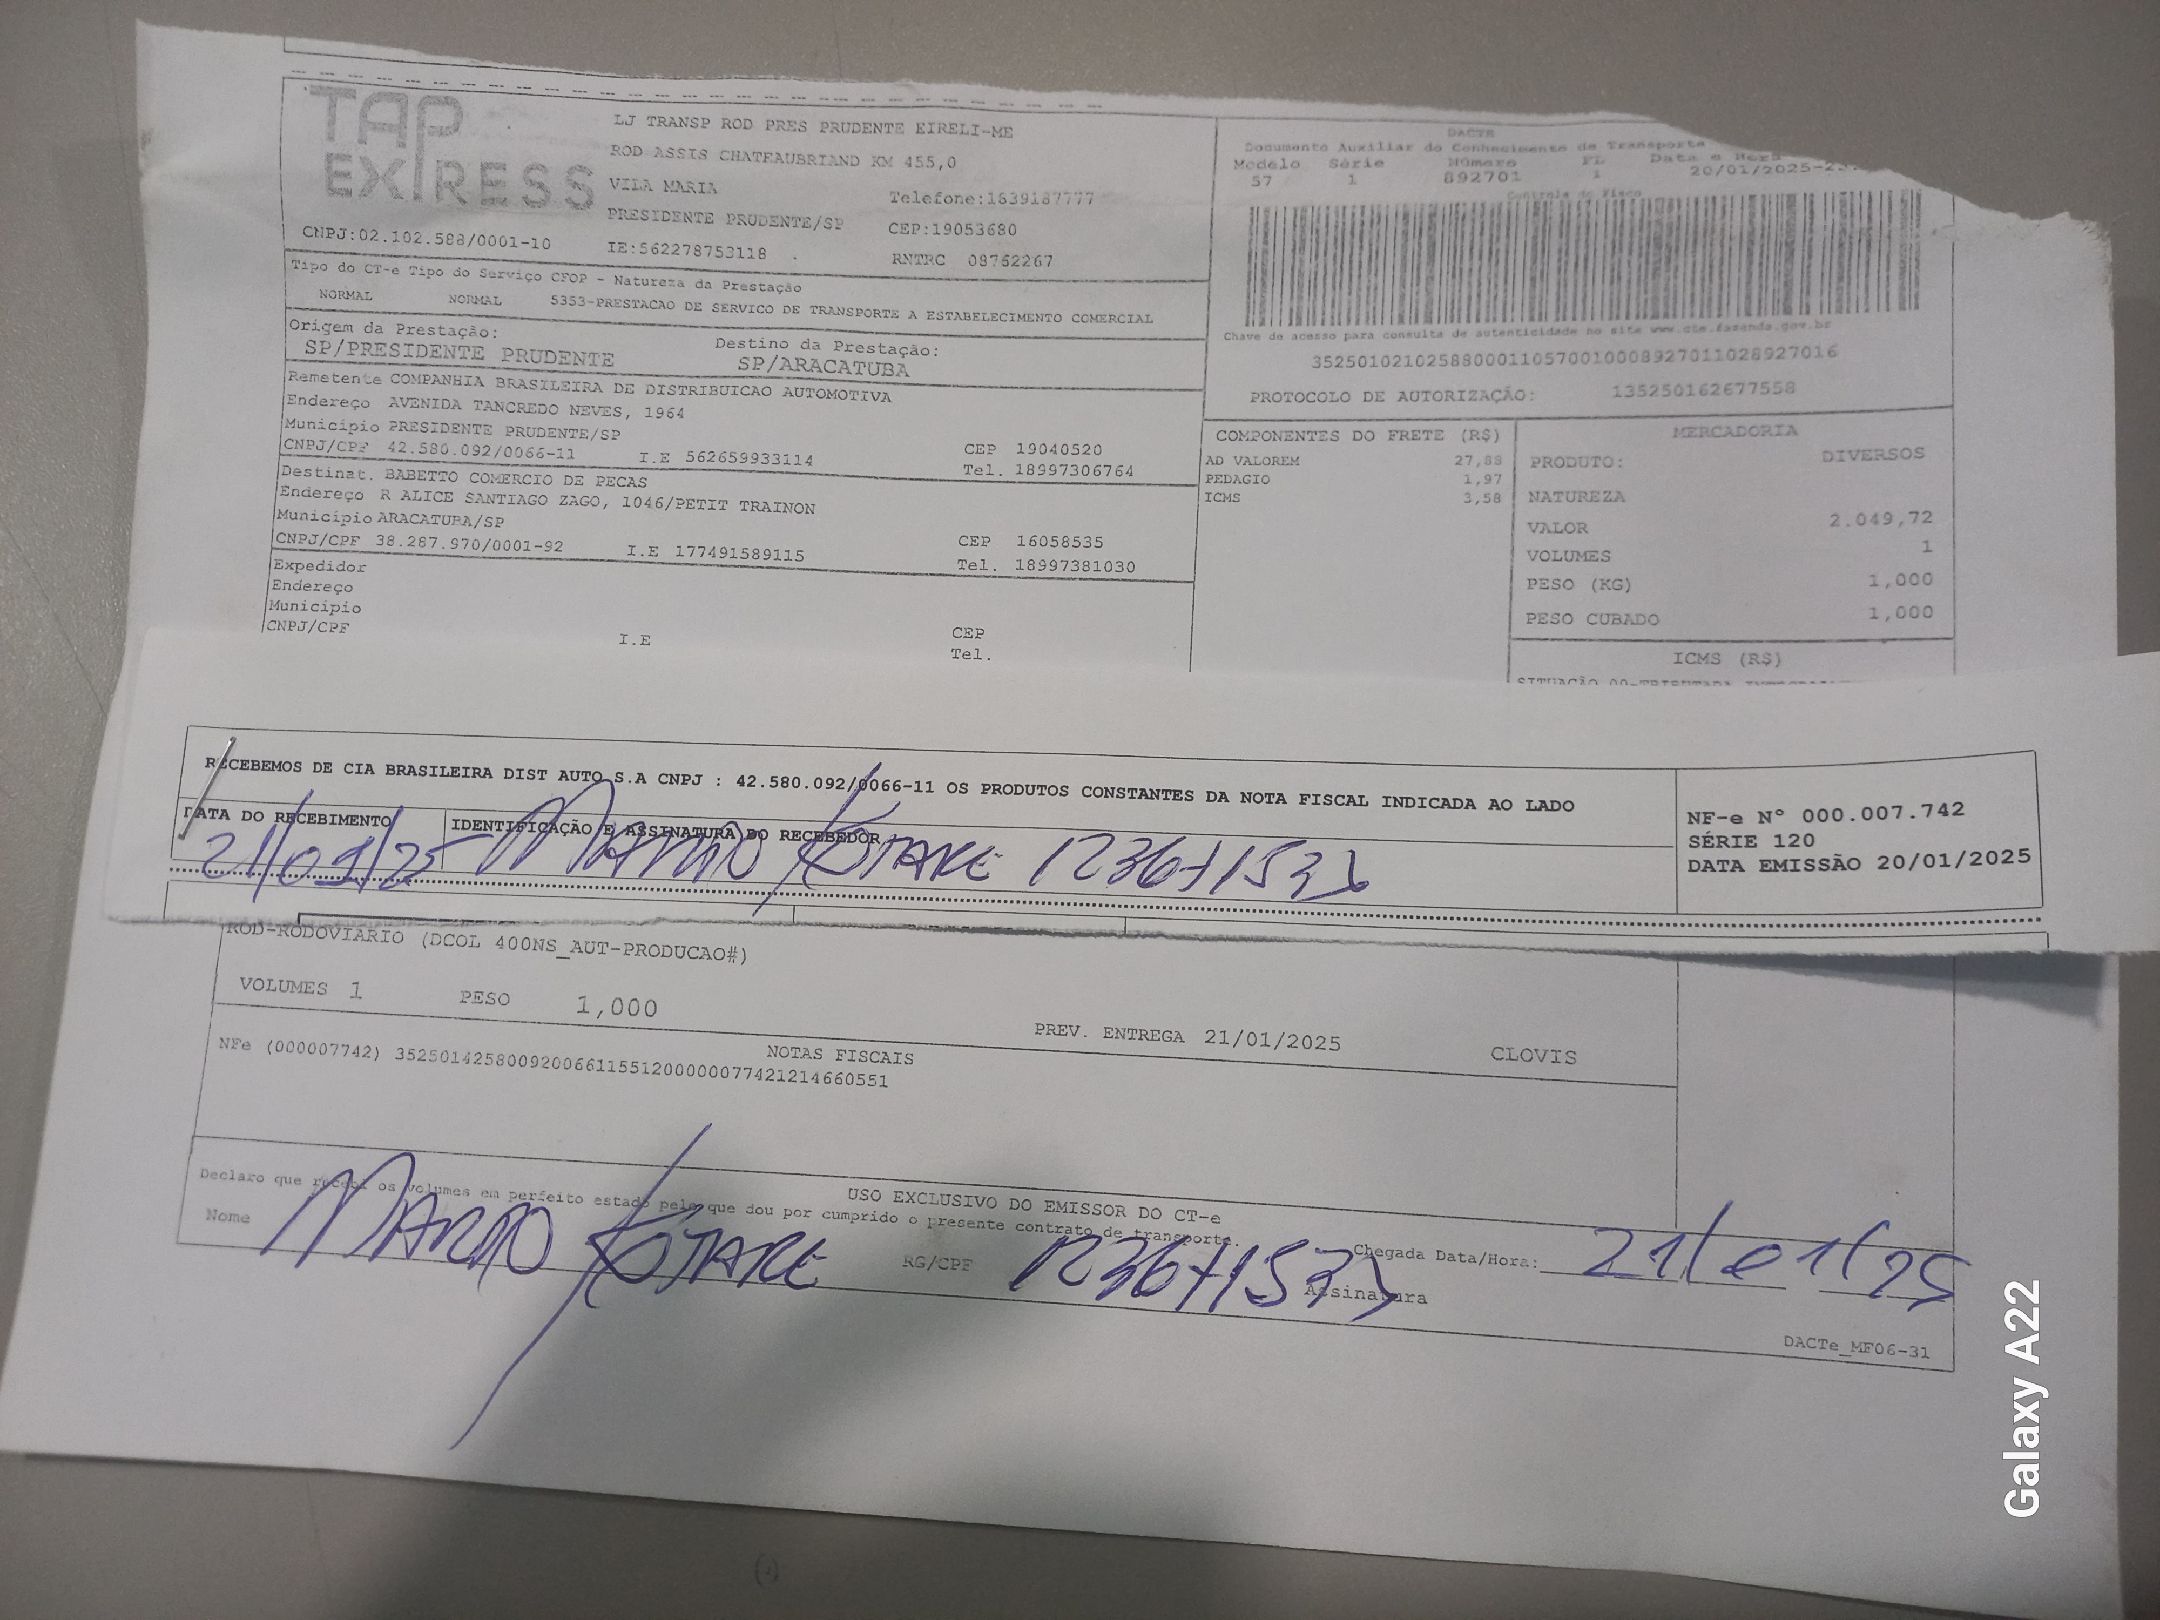 TAP EXPRESS
LJ TRANSP ROD PRES PRUDENTE EIRELI-ME
ROD ASSIS CHATEAUBRIAND KM 455,0
VILA MARIA Telefone:1839187777
PRESIDENTE PRUDENTE/SP CEP:19053680
CNPJ:02.102.588/0001-10 IE:562278753118 RNTRC 08762267
DACTE
Documento Auxiliar do Conhecimento de Transporte
Modelo Série Número FL Data e Hora
57 1 892701 1 20/01/2025
Controle do Fisco
Chave de acesso para consulta de autenticidade no site www.cte.fazenda.gov.br
35250102102588000110570010008927011028927016
PROTOCOLO DE AUTORIZAÇÃO: 135250162677558
Tipo do CT-e Tipo do Serviço CFOP - Natureza da Prestação
NORMAL NORMAL 5353-PRESTACAO DE SERVICO DE TRANSPORTE A ESTABELECIMENTO COMERCIAL
Origem da Prestação: Destino da Prestação:
SP/PRESIDENTE PRUDENTE SP/ARACATUBA
Remetente COMPANHIA BRASILEIRA DE DISTRIBUICAO AUTOMOTIVA
Endereço AVENIDA TANCREDO NEVES, 1964
Município PRESIDENTE PRUDENTE/SP CEP 19040520
CNPJ/CPF 42.580.092/0066-11 I.E 562659933114 Tel. 18997306764
Destinat. BABETTO COMERCIO DE PECAS
Endereço R ALICE SANTIAGO ZAGO, 1046/PETIT TRAINON
Município ARACATUBA/SP CEP 16058535
CNPJ/CPF 38.287.970/0001-92 I.E 177491589115 Tel. 18997381030
Expedidor
Endereço
Município CEP
CNPJ/CPF I.E Tel.
COMPONENTES DO FRETE (R$)
AD VALOREM 27,88
PEDAGIO 1,97
ICMS 3,58
MERCADORIA
PRODUTO: DIVERSOS
NATUREZA
VALOR 2.049,72
VOLUMES 1
PESO (KG) 1,000
PESO CUBADO 1,000
ICMS (R$)
RECEBEMOS DE CIA BRASILEIRA DIST AUTO S.A CNPJ : 42.580.092/0066-11 OS PRODUTOS CONSTANTES DA NOTA FISCAL INDICADA AO LADO
DATA DO RECEBIMENTO IDENTIFICAÇÃO E ASSINATURA DO RECEBEDOR
21/01/25
NF-e Nº 000.007.742
SÉRIE 120
DATA EMISSÃO 20/01/2025
ROD-RODOVIARIO (DCOL 400NS_AUT-PRODUCAO#)
VOLUMES 1 PESO 1,000 PREV. ENTREGA 21/01/2025 CLOVIS
NOTAS FISCAIS
NFe (000007742) 35250142580092006611551200000077421214660551
USO EXCLUSIVO DO EMISSOR DO CT-e
Declaro que recebi os volumes em perfeito estado pelo que dou por cumprido o presente contrato de transporte.
Nome RG/CPF Chegada Data/Hora: 21/01/25
Assinatura
DACTe_MF06-31
Galaxy A22